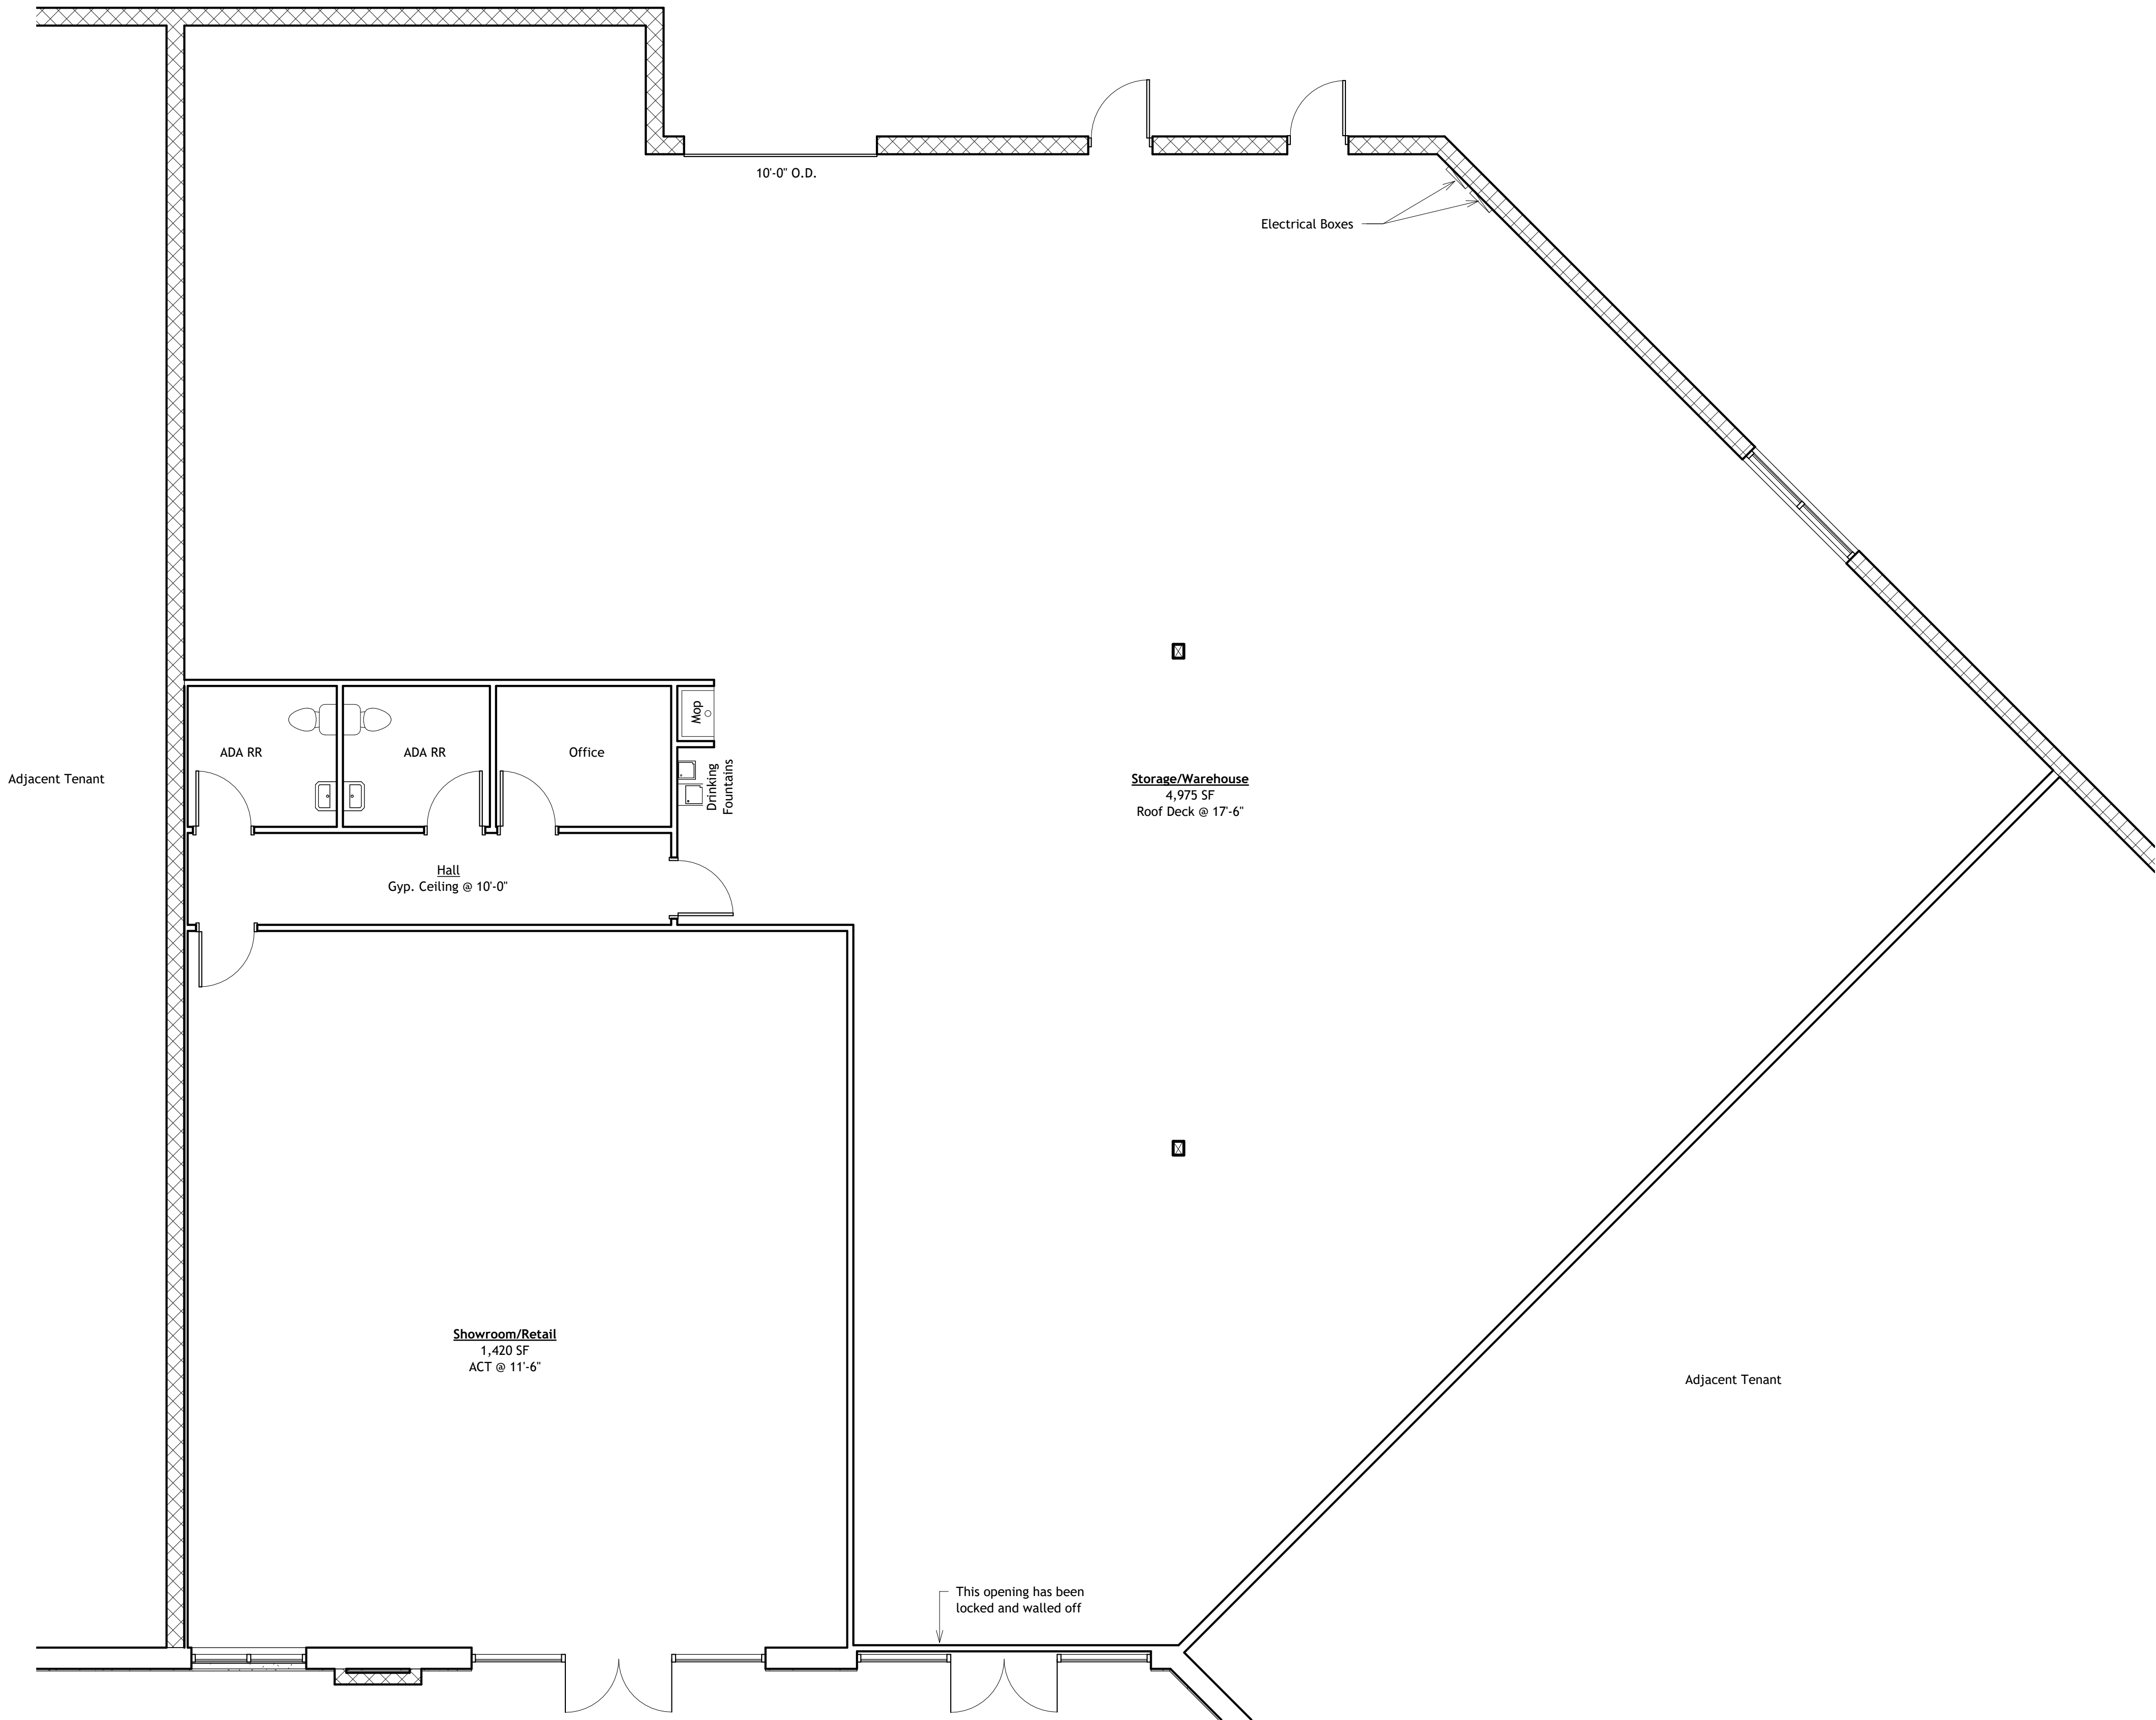 10'-0" O.D.
Electrical Boxes
Mop
ADA RR
ADA RR
Office
Drinking
Fountains
Adjacent Tenant
Storage/Warehouse
4,975 SF
Roof Deck @ 17'-6"
Hall
Gyp. Ceiling @ 10'-0"
Showroom/Retail
1,420 SF
ACT @ 11'-6"
Adjacent Tenant
This opening has been
locked and walled off